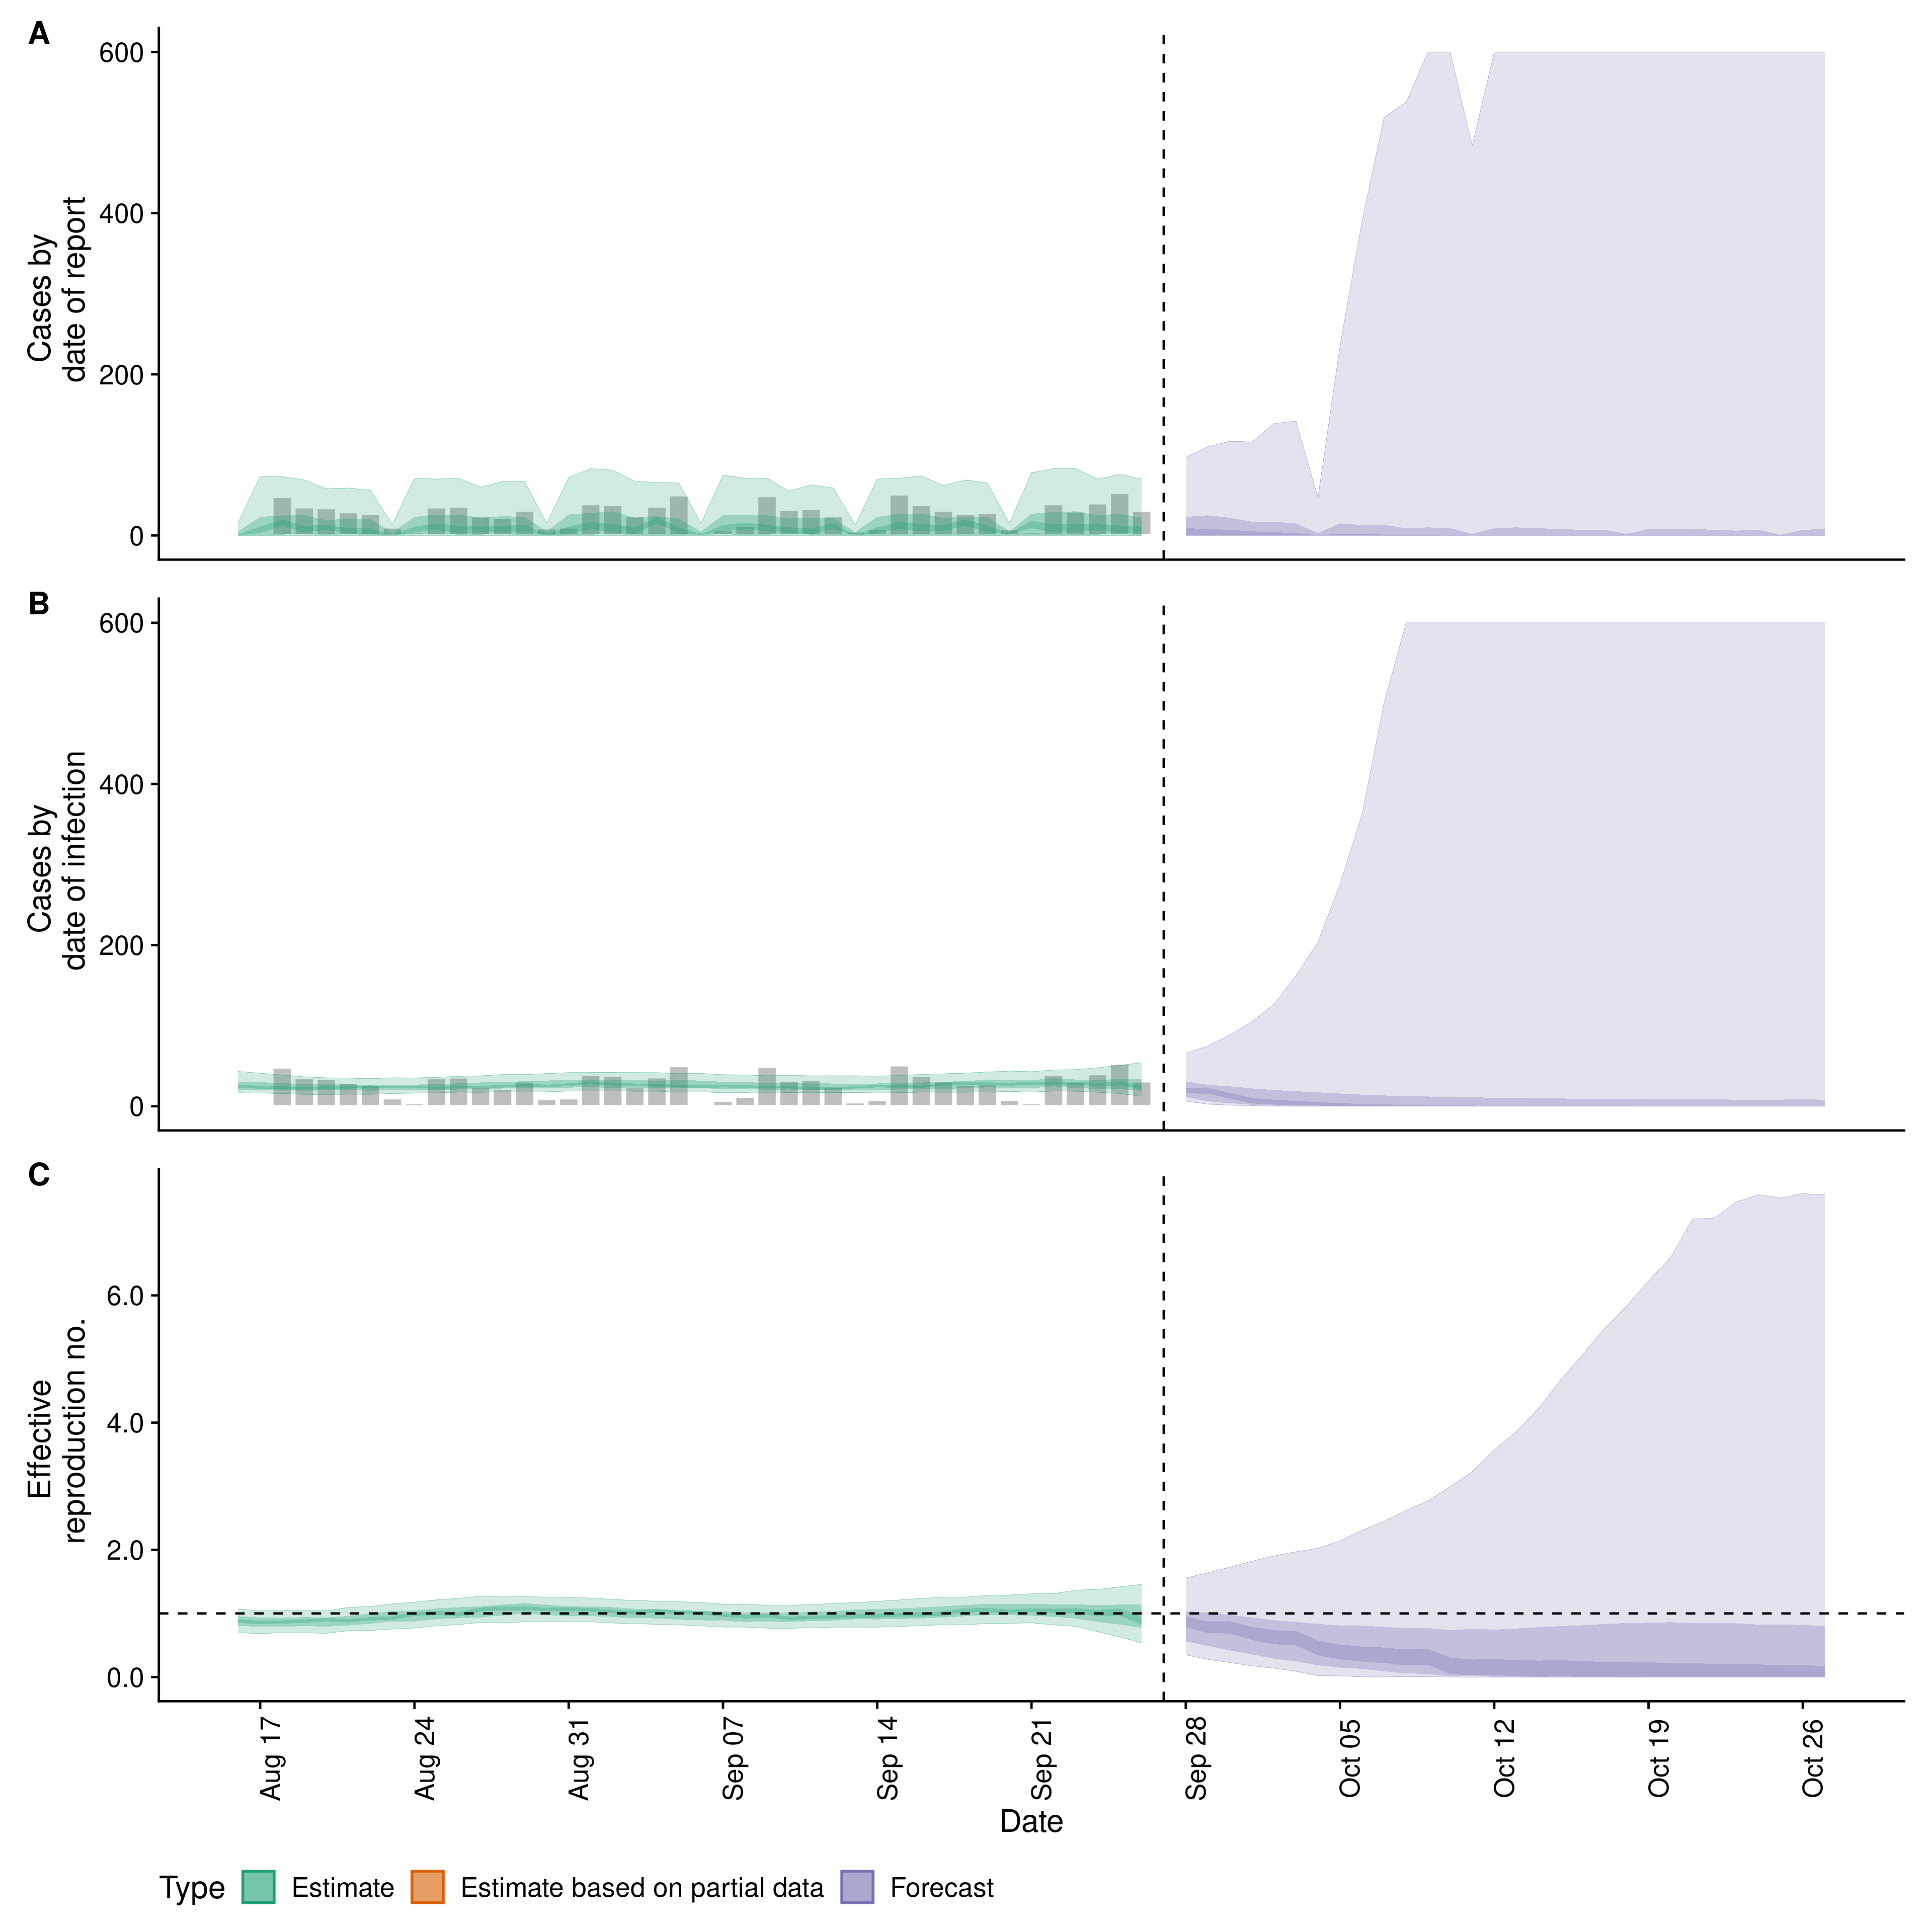 A
600
400
200
0
Cases by
date of report
B
600
400
200
0
Cases by
date of infection
C
6.0
4.0
2.0
0.0
Effective
reproduction no.
Aug 17
Aug 24
Aug 31
Sep 07
Sep 14
Sep 21
Sep 28
Oct 05
Oct 12
Oct 19
Oct 26
Date
Type Estimate Estimate based on partial data Forecast